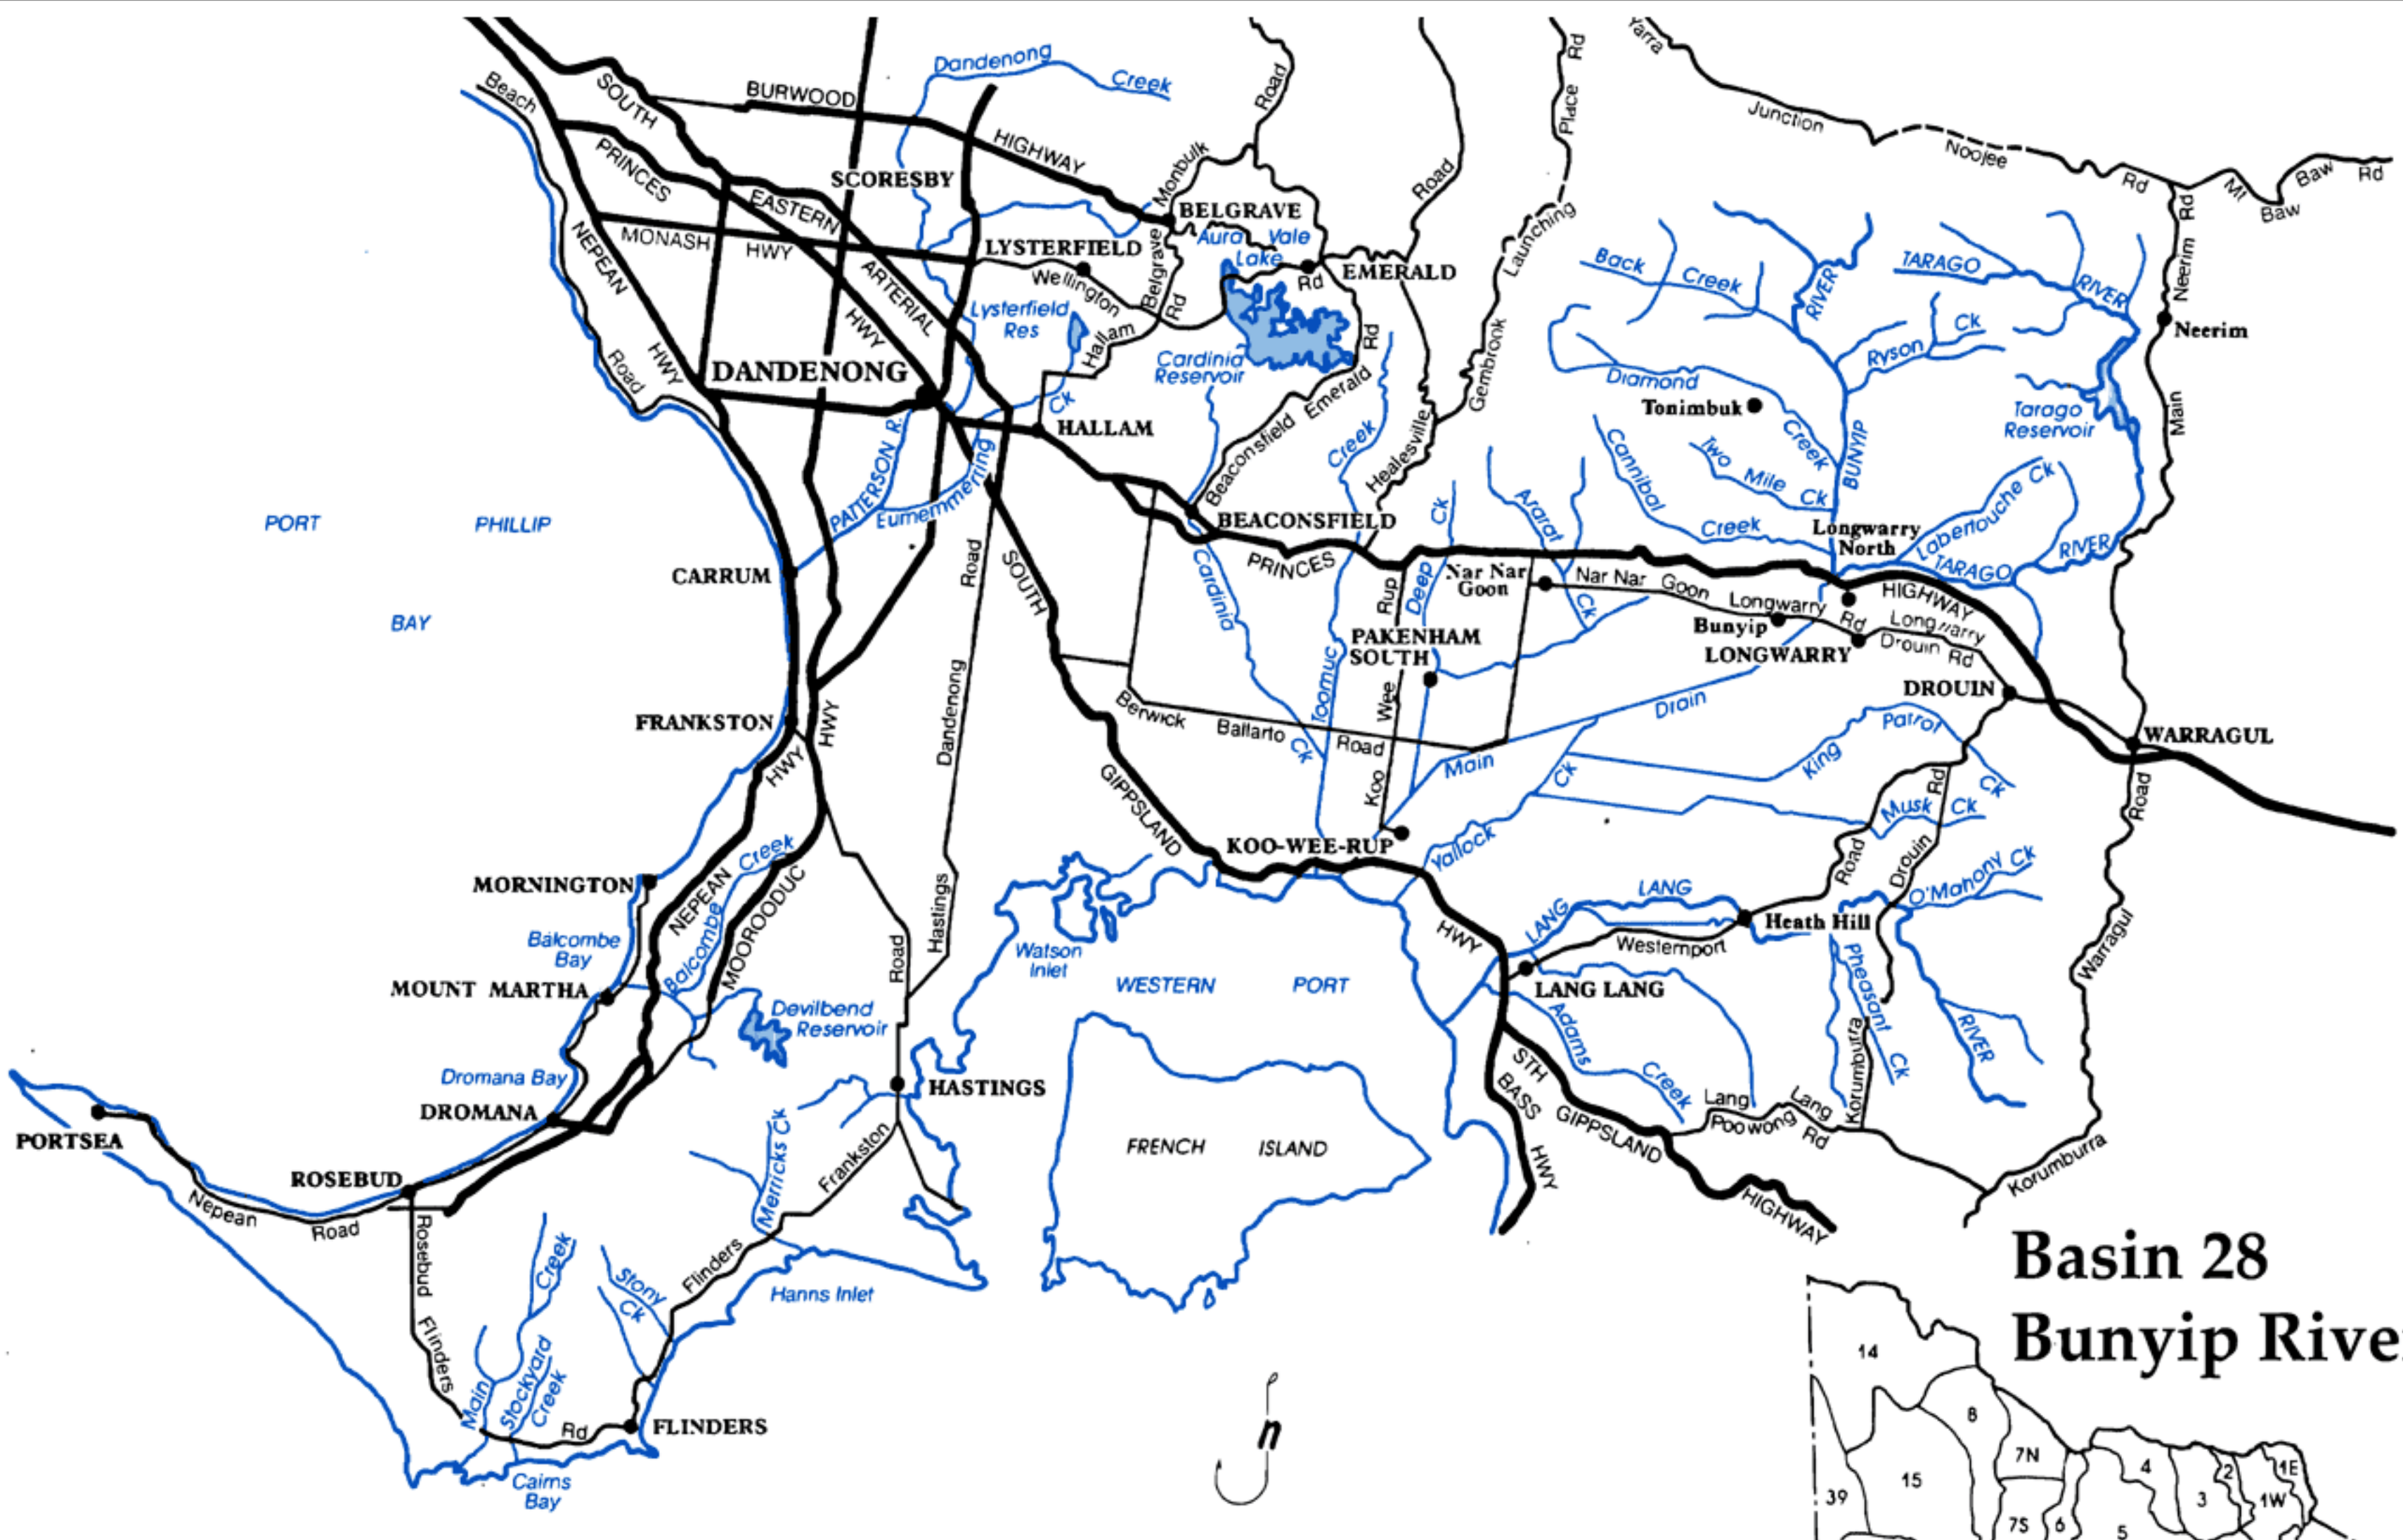 Yarra
Junction
Noojee
Rd
Mt
Baw
Baw
Rd
Beach
Road
SOUTH
EASTERN
ARTERIAL
BURWOOD
HIGHWAY
Dandenong
Creek
Road
Place Rd
Launching
Gembrook
PRINCES
HWY
MONASH
HWY
NEPEAN
HWY
SCORESBY
Monbulk
BELGRAVE
Road
LYSTERFIELD
Wellington
Belgrave
Hallam
Rd
Aura Vale
Lake
Rd
EMERALD
Lysterfield
Res
Cardinia
Reservoir
Beaconsfield
Emerald
Rd
Healesville
Back
Creek
RIVER
TARAGO
RIVER
Neerim Rd
Neerim
Main
Ryson
Ck
Diamond
Creek
Tonimbuk
BUNYIP
Tarago
Reservoir
Cannibal
Creek
Two
Mile
Ck
Labertouche Ck
TARAGO
RIVER
DANDENONG
HALLAM
Ck
Eumemmerring
PATTERSON R.
Creek
BEACONSFIELD
PRINCES
HIGHWAY
Longwarry
North
Ararat
Ck
Deep
Ck
Nar Nar
Goon
Nar Nar
Goon
Longwarry
Rd
Bunyip
LONGWARRY
Longwarry
Drouin Rd
DROUIN
WARRAGUL
PORT
PHILLIP
BAY
CARRUM
Cardinia
Ck
Toomuc
PAKENHAM
SOUTH
Koo
Wee
Rup
Berwick
Ballarto
Road
Main
Drain
King
Patrol
Ck
Musk
Ck
Road
Drouin
Rd
O'Mahony Ck
Dandenong
Hastings
Road
SOUTH
GIPPSLAND
HWY
FRANKSTON
HWY
HWY
KOO-WEE-RUP
Yallock
Ck
MORNINGTON
NEPEAN
Balcombe
Creek
MOOROODUC
Balcombe
Bay
MOUNT MARTHA
Devilbend
Reservoir
Watson
Inlet
WESTERN
PORT
LANG
LANG
Westernport
Heath Hill
LANG LANG
Pheasant
Ck
RIVER
Warragul
Road
Adams
Creek
Dromana Bay
DROMANA
HASTINGS
Road
Frankston
Flinders
Merricks Ck
FRENCH
ISLAND
STH
GIPPSLAND
HIGHWAY
BASS
HWY
Lang
Lang
Poowong
Rd
Korumburra
Korumburra
PORTSEA
ROSEBUD
Nepean
Road
Rosebud
Flinders
Rd
Creek
Main
Stockyard
Creek
Stony
Ck
Hanns Inlet
FLINDERS
Cairns
Bay
n
Basin 28
Bunyip Rive
14
8
7N
15
39
7S
6
5
4
3
2
1E
1W